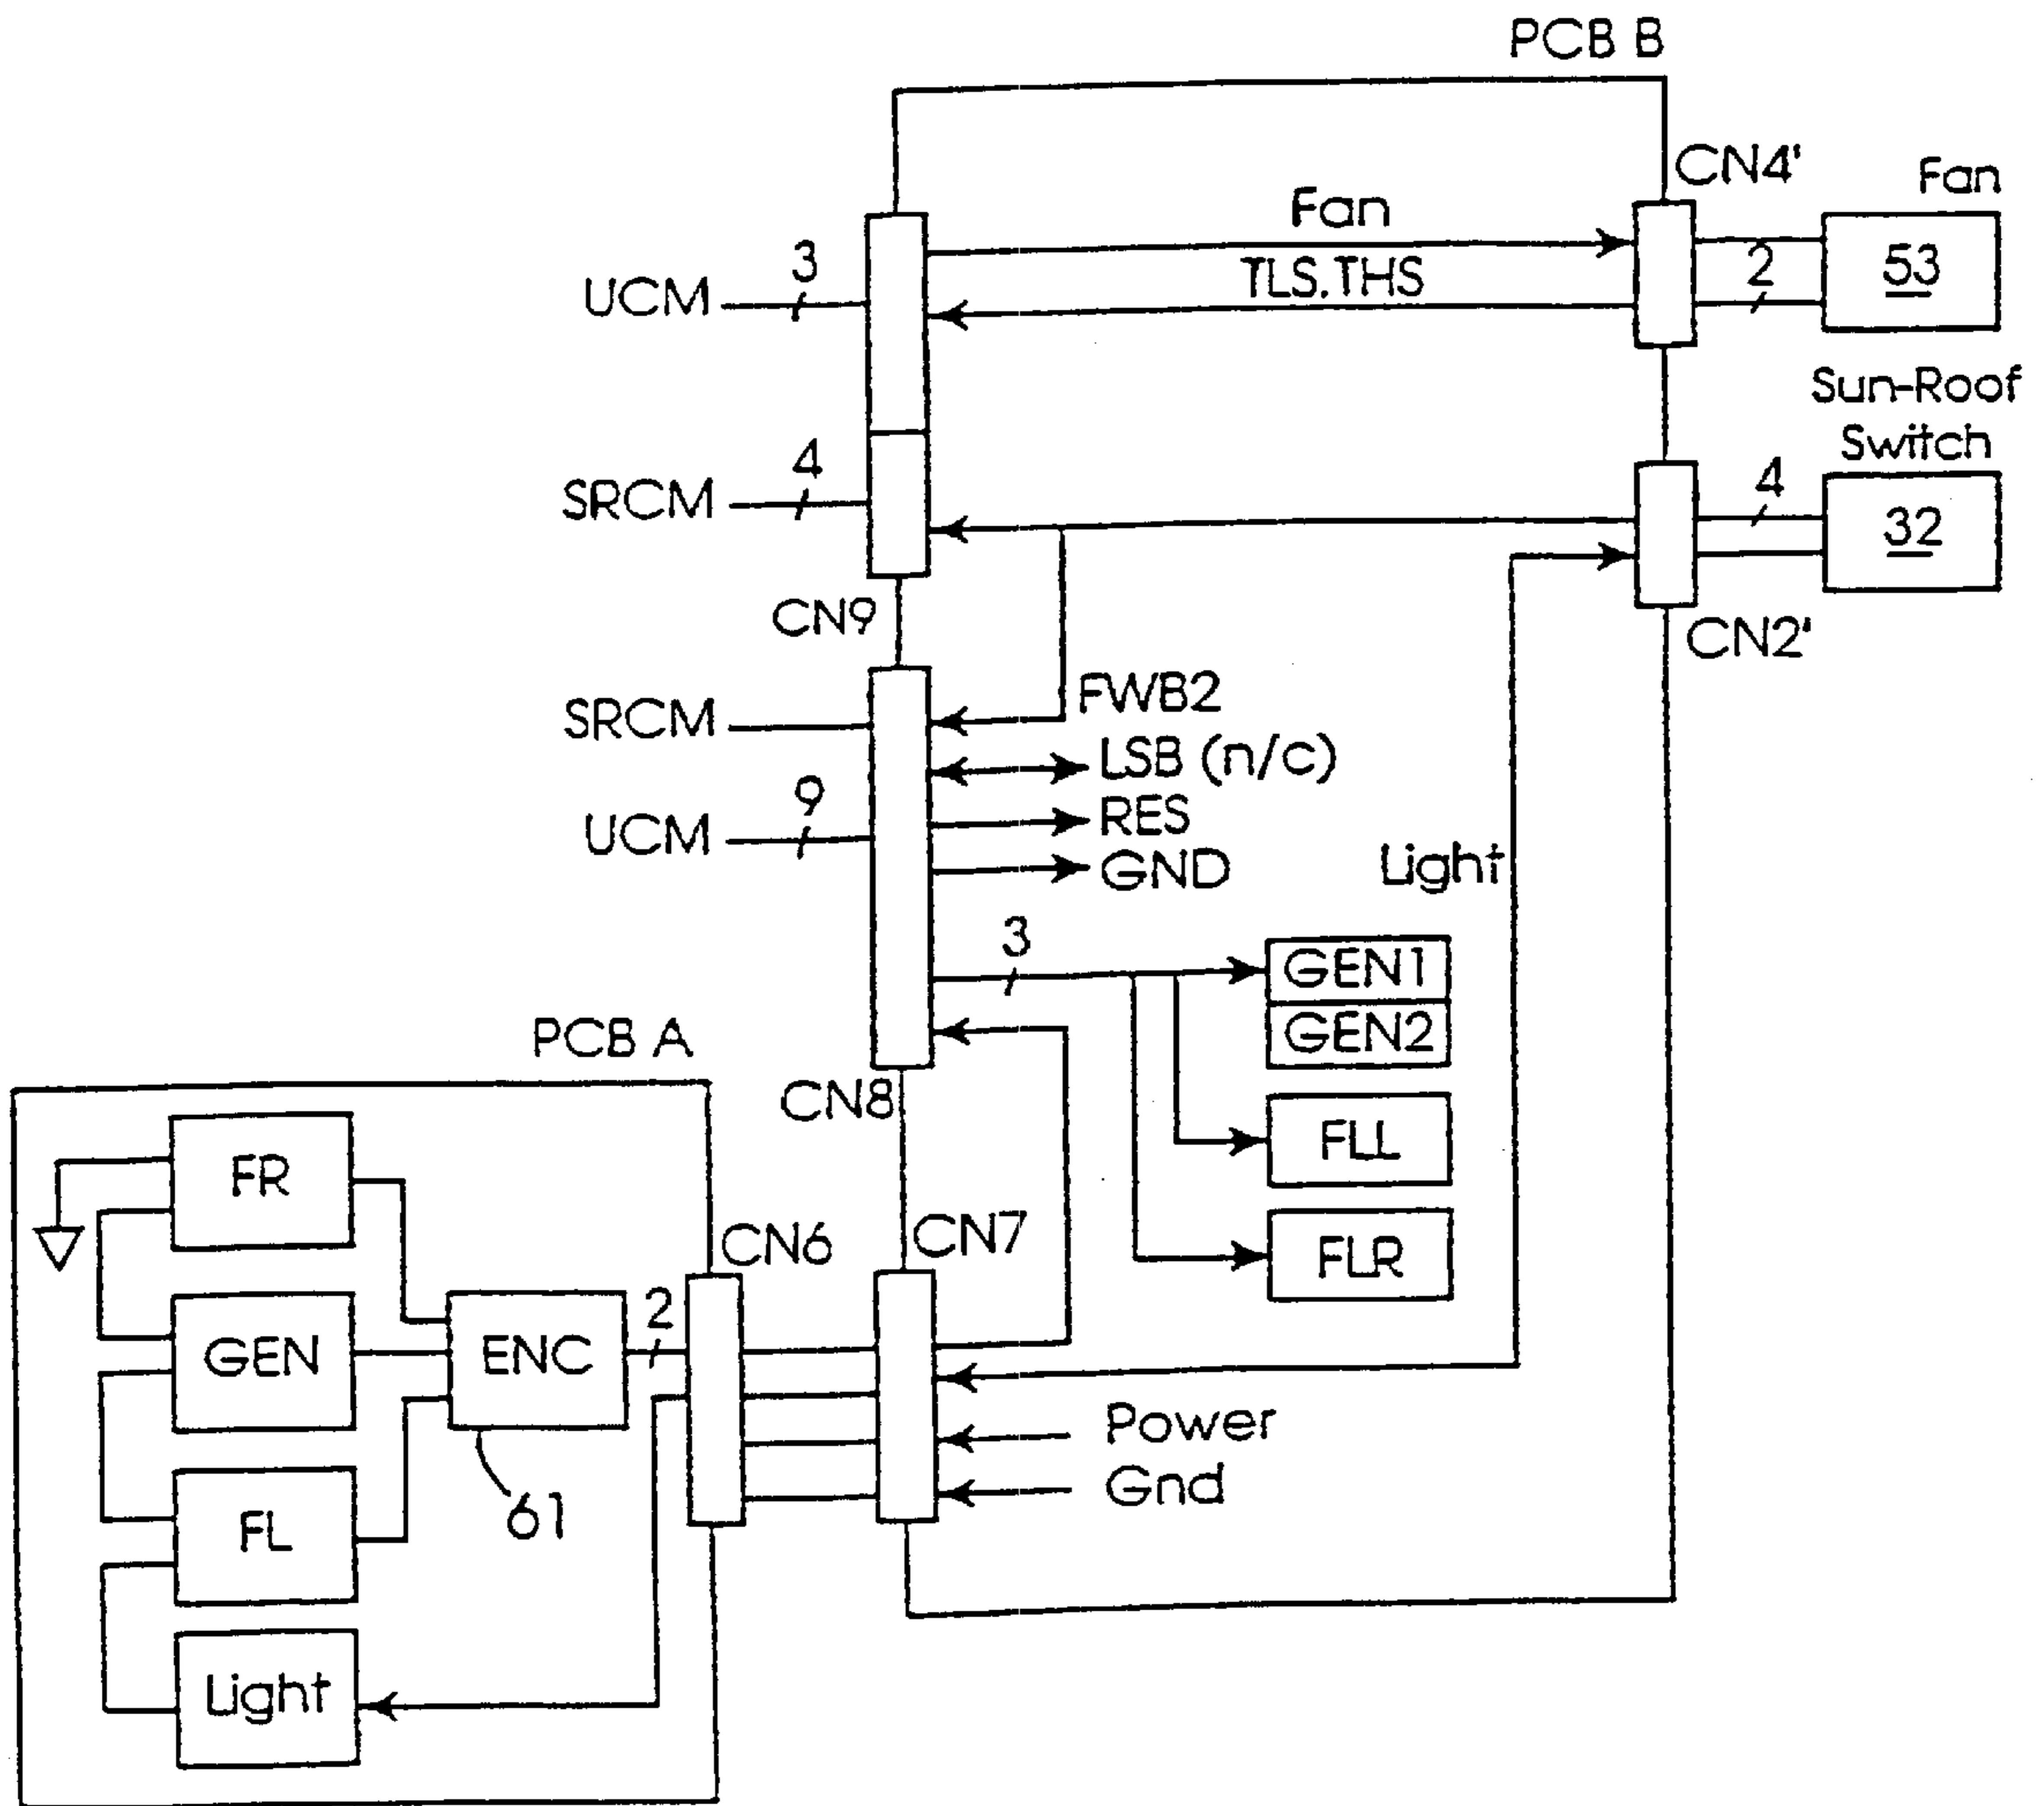 PCB B
CN4'
Fan
Fan
53
2
TLS.THS
UCM
3
Sun-Roof
Switch
4
32
SRCM
4
CN9
CN2'
SRCM
FWB2
LSB (n/c)
UCM
9
RES
GND
Light
3
GEN1
GEN2
PCB A
CN8
FLL
FR
CN6
CN7
FLR
GEN
ENC
2
Power
Gnd
FL
61
Light